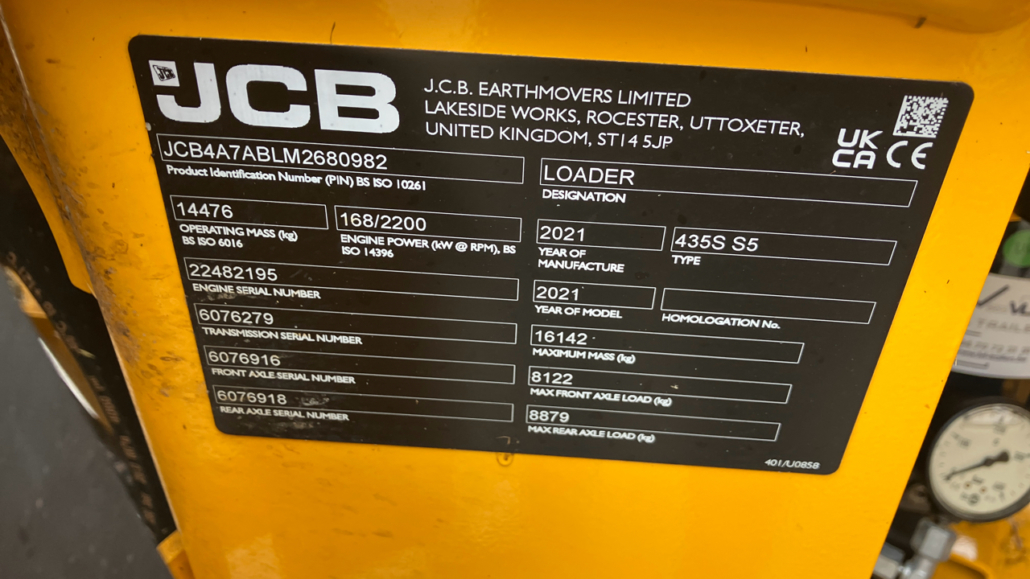 JCB
J.C.B. EARTHMOVERS LIMITED
LAKESIDE WORKS, ROCESTER, UTTOXETER,
UNITED KINGDOM, ST14 5JP
UK
CA CE
JCB4A7ABLM2680982
Product Identification Number (PIN) BS ISO 10261
LOADER
DESIGNATION
14476
OPERATING MASS (kg)
BS ISO 6016
168/2200
ENGINE POWER (kW @ RPM), BS
ISO 14396
2021
YEAR OF
MANUFACTURE
435S S5
TYPE
22482195
ENGINE SERIAL NUMBER
2021
YEAR OF MODEL
HOMOLOGATION No.
6076279
TRANSMISSION SERIAL NUMBER
16142
MAXIMUM MASS (kg)
6076916
FRONT AXLE SERIAL NUMBER
8122
MAX FRONT AXLE LOAD (kg)
6076918
REAR AXLE SERIAL NUMBER
8879
MAX REAR AXLE LOAD (kg)
401/U0858